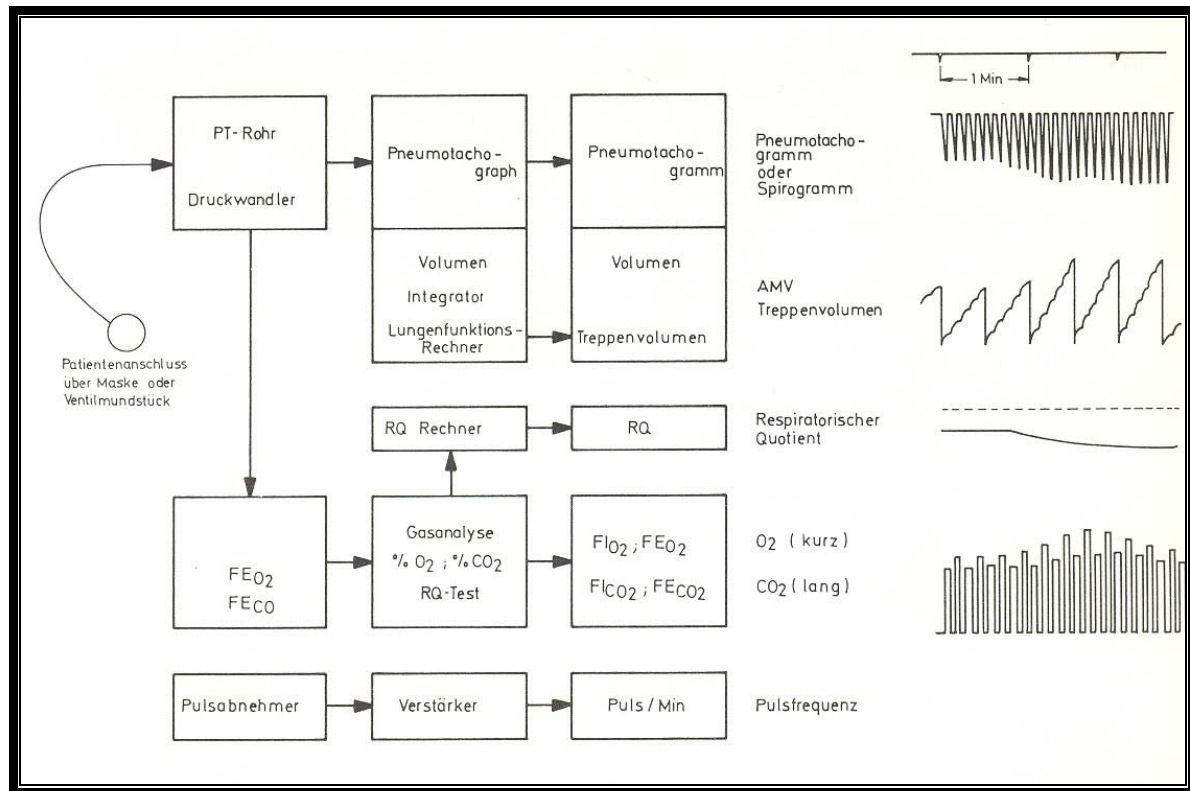 1 Min
PT-Rohr
Druckwandler
Pneumotacho-
graph
Pneumotacho-
gramm
Pneumotacho-
gramm
oder
Spirogramm
Volumen
Integrator
Lungenfunktions-
Rechner
Volumen
Treppenvolumen
AMV
Treppenvolumen
Patientenanschluss
über Maske oder
Ventilmundstück
RQ Rechner
RQ
Respiratorischer
Quotient
FEO2
FECO
Gasanalyse
% O2 ; % CO2
RQ-Test
FIO2 ; FEO2
FICO2 ; FECO2
O2 ( kurz )
CO2 ( lang )
Pulsabnehmer
Verstärker
Puls / Min
Pulsfrequenz